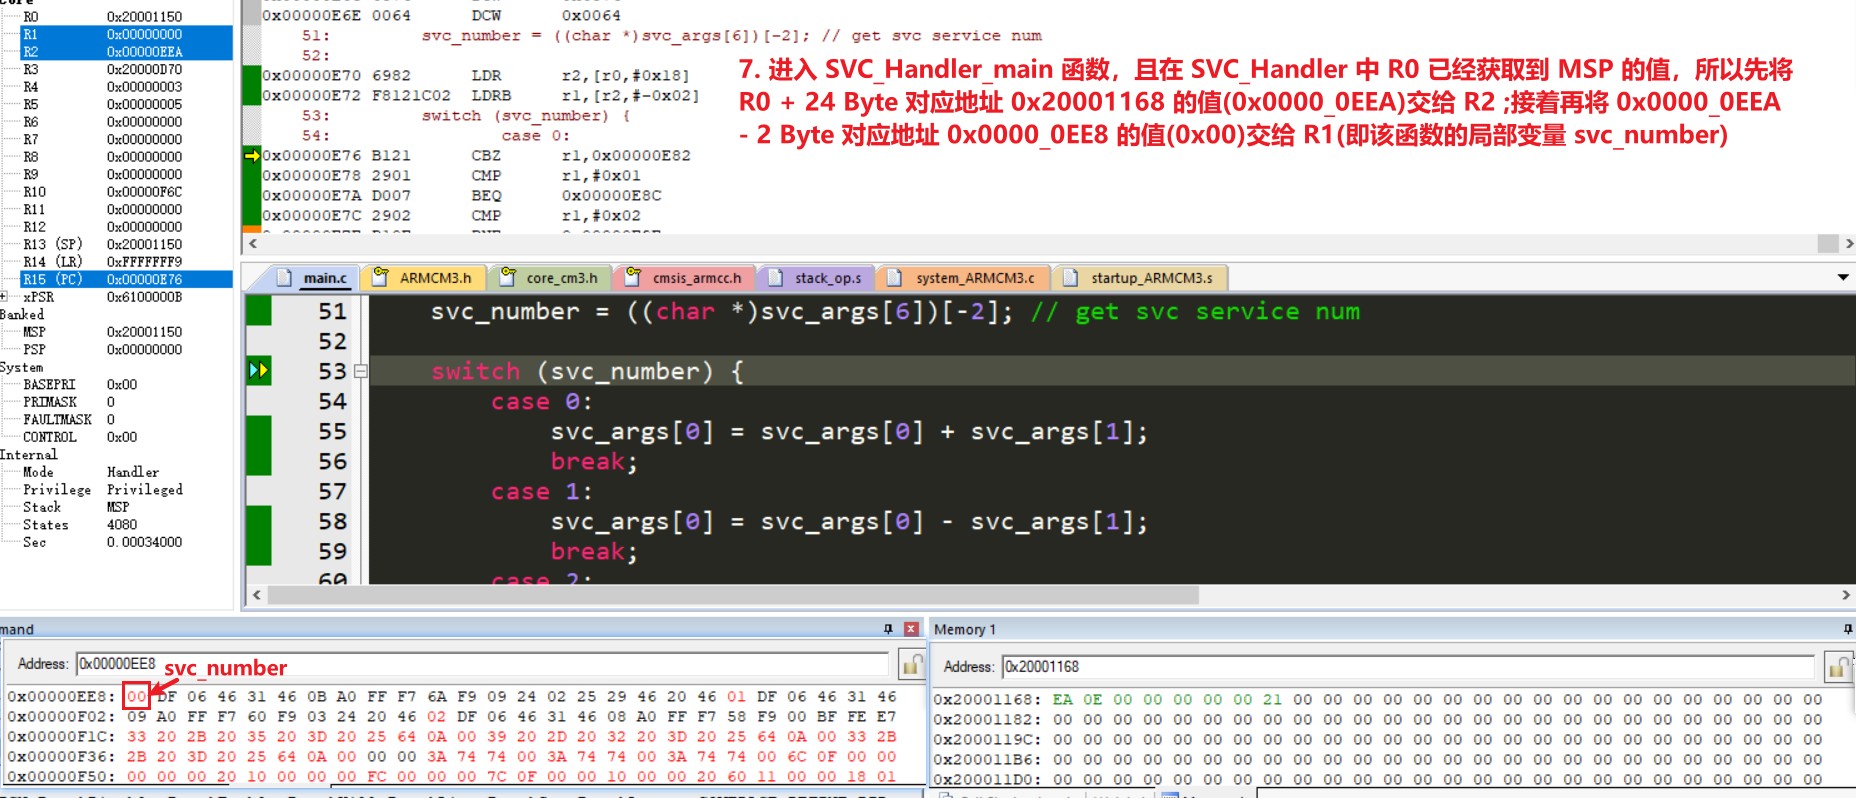 Core
R0 0x20001150
R1 0x00000000
R2 0x00000EEA
R3 0x20000D70
R4 0x00000003
R5 0x00000005
R6 0x00000000
R7 0x00000000
R8 0x00000000
R9 0x00000000
R10 0x00000F6C
R11 0x00000000
R12 0x00000000
R13 (SP) 0x20001150
R14 (LR) 0xFFFFFFF9
R15 (PC) 0x00000E76
xPSR 0x6100000B
Banked
MSP 0x20001150
PSP 0x00000000
System
BASEPRI 0x00
PRIMASK 0
FAULTMASK 0
CONTROL 0x00
Internal
Mode Handler
Privilege Privileged
Stack MSP
States 4080
Sec 0.00034000
0x00000E6E 0064 DCW 0x0064
51: svc_number = ((char *)svc_args[6])[-2]; // get svc service num
52:
0x00000E70 6982 LDR r2,[r0,#0x18]
0x00000E72 F8121C02 LDRB r1,[r2,#-0x02]
53: switch (svc_number) {
54: case 0:
0x00000E76 B121 CBZ r1,0x00000E82
0x00000E78 2901 CMP r1,#0x01
0x00000E7A D007 BEQ 0x00000E8C
0x00000E7C 2902 CMP r1,#0x02
7. 进入 SVC_Handler_main 函数，且在 SVC_Handler 中 R0 已经获取到 MSP 的值，所以先将
R0 + 24 Byte 对应地址 0x20001168 的值(0x0000_0EEA)交给 R2 ;接着再将 0x0000_0EEA
- 2 Byte 对应地址 0x0000_0EE8 的值(0x00)交给 R1(即该函数的局部变量 svc_number)
main.c ARMCM3.h core_cm3.h cmsis_armcc.h stack_op.s system_ARMCM3.c startup_ARMCM3.s
51 svc_number = ((char *)svc_args[6])[-2]; // get svc service num
52
53 switch (svc_number) {
54 case 0:
55 svc_args[0] = svc_args[0] + svc_args[1];
56 break;
57 case 1:
58 svc_args[0] = svc_args[0] - svc_args[1];
59 break;
60 case 2:
mand
Address: 0x00000EE8
svc_number
0x00000EE8: 00 DF 06 46 31 46 0B A0 FF F7 6A F9 09 24 02 25 29 46 20 46 01 DF 06 46 31 46
0x00000F02: 09 A0 FF F7 60 F9 03 24 20 46 02 DF 06 46 31 46 08 A0 FF F7 58 F9 00 BF FE E7
0x00000F1C: 33 20 2B 20 35 20 3D 20 25 64 0A 00 39 20 2D 20 32 20 3D 20 25 64 0A 00 33 2B
0x00000F36: 2B 20 3D 20 25 64 0A 00 00 00 3A 74 74 00 3A 74 74 00 3A 74 74 00 6C 0F 00 00
0x00000F50: 00 00 00 20 10 00 00 00 FC 00 00 00 7C 0F 00 00 10 00 00 20 60 11 00 00 18 01
Memory 1
Address: 0x20001168
0x20001168: EA 0E 00 00 00 00 00 21 00 00 00 00 00 00 00 00 00 00 00 00 00 00 00 00 00 00
0x20001182: 00 00 00 00 00 00 00 00 00 00 00 00 00 00 00 00 00 00 00 00 00 00 00 00 00 00
0x2000119C: 00 00 00 00 00 00 00 00 00 00 00 00 00 00 00 00 00 00 00 00 00 00 00 00 00 00
0x200011B6: 00 00 00 00 00 00 00 00 00 00 00 00 00 00 00 00 00 00 00 00 00 00 00 00 00 00
0x200011D0: 00 00 00 00 00 00 00 00 00 00 00 00 00 00 00 00 00 00 00 00 00 00 00 00 00 00